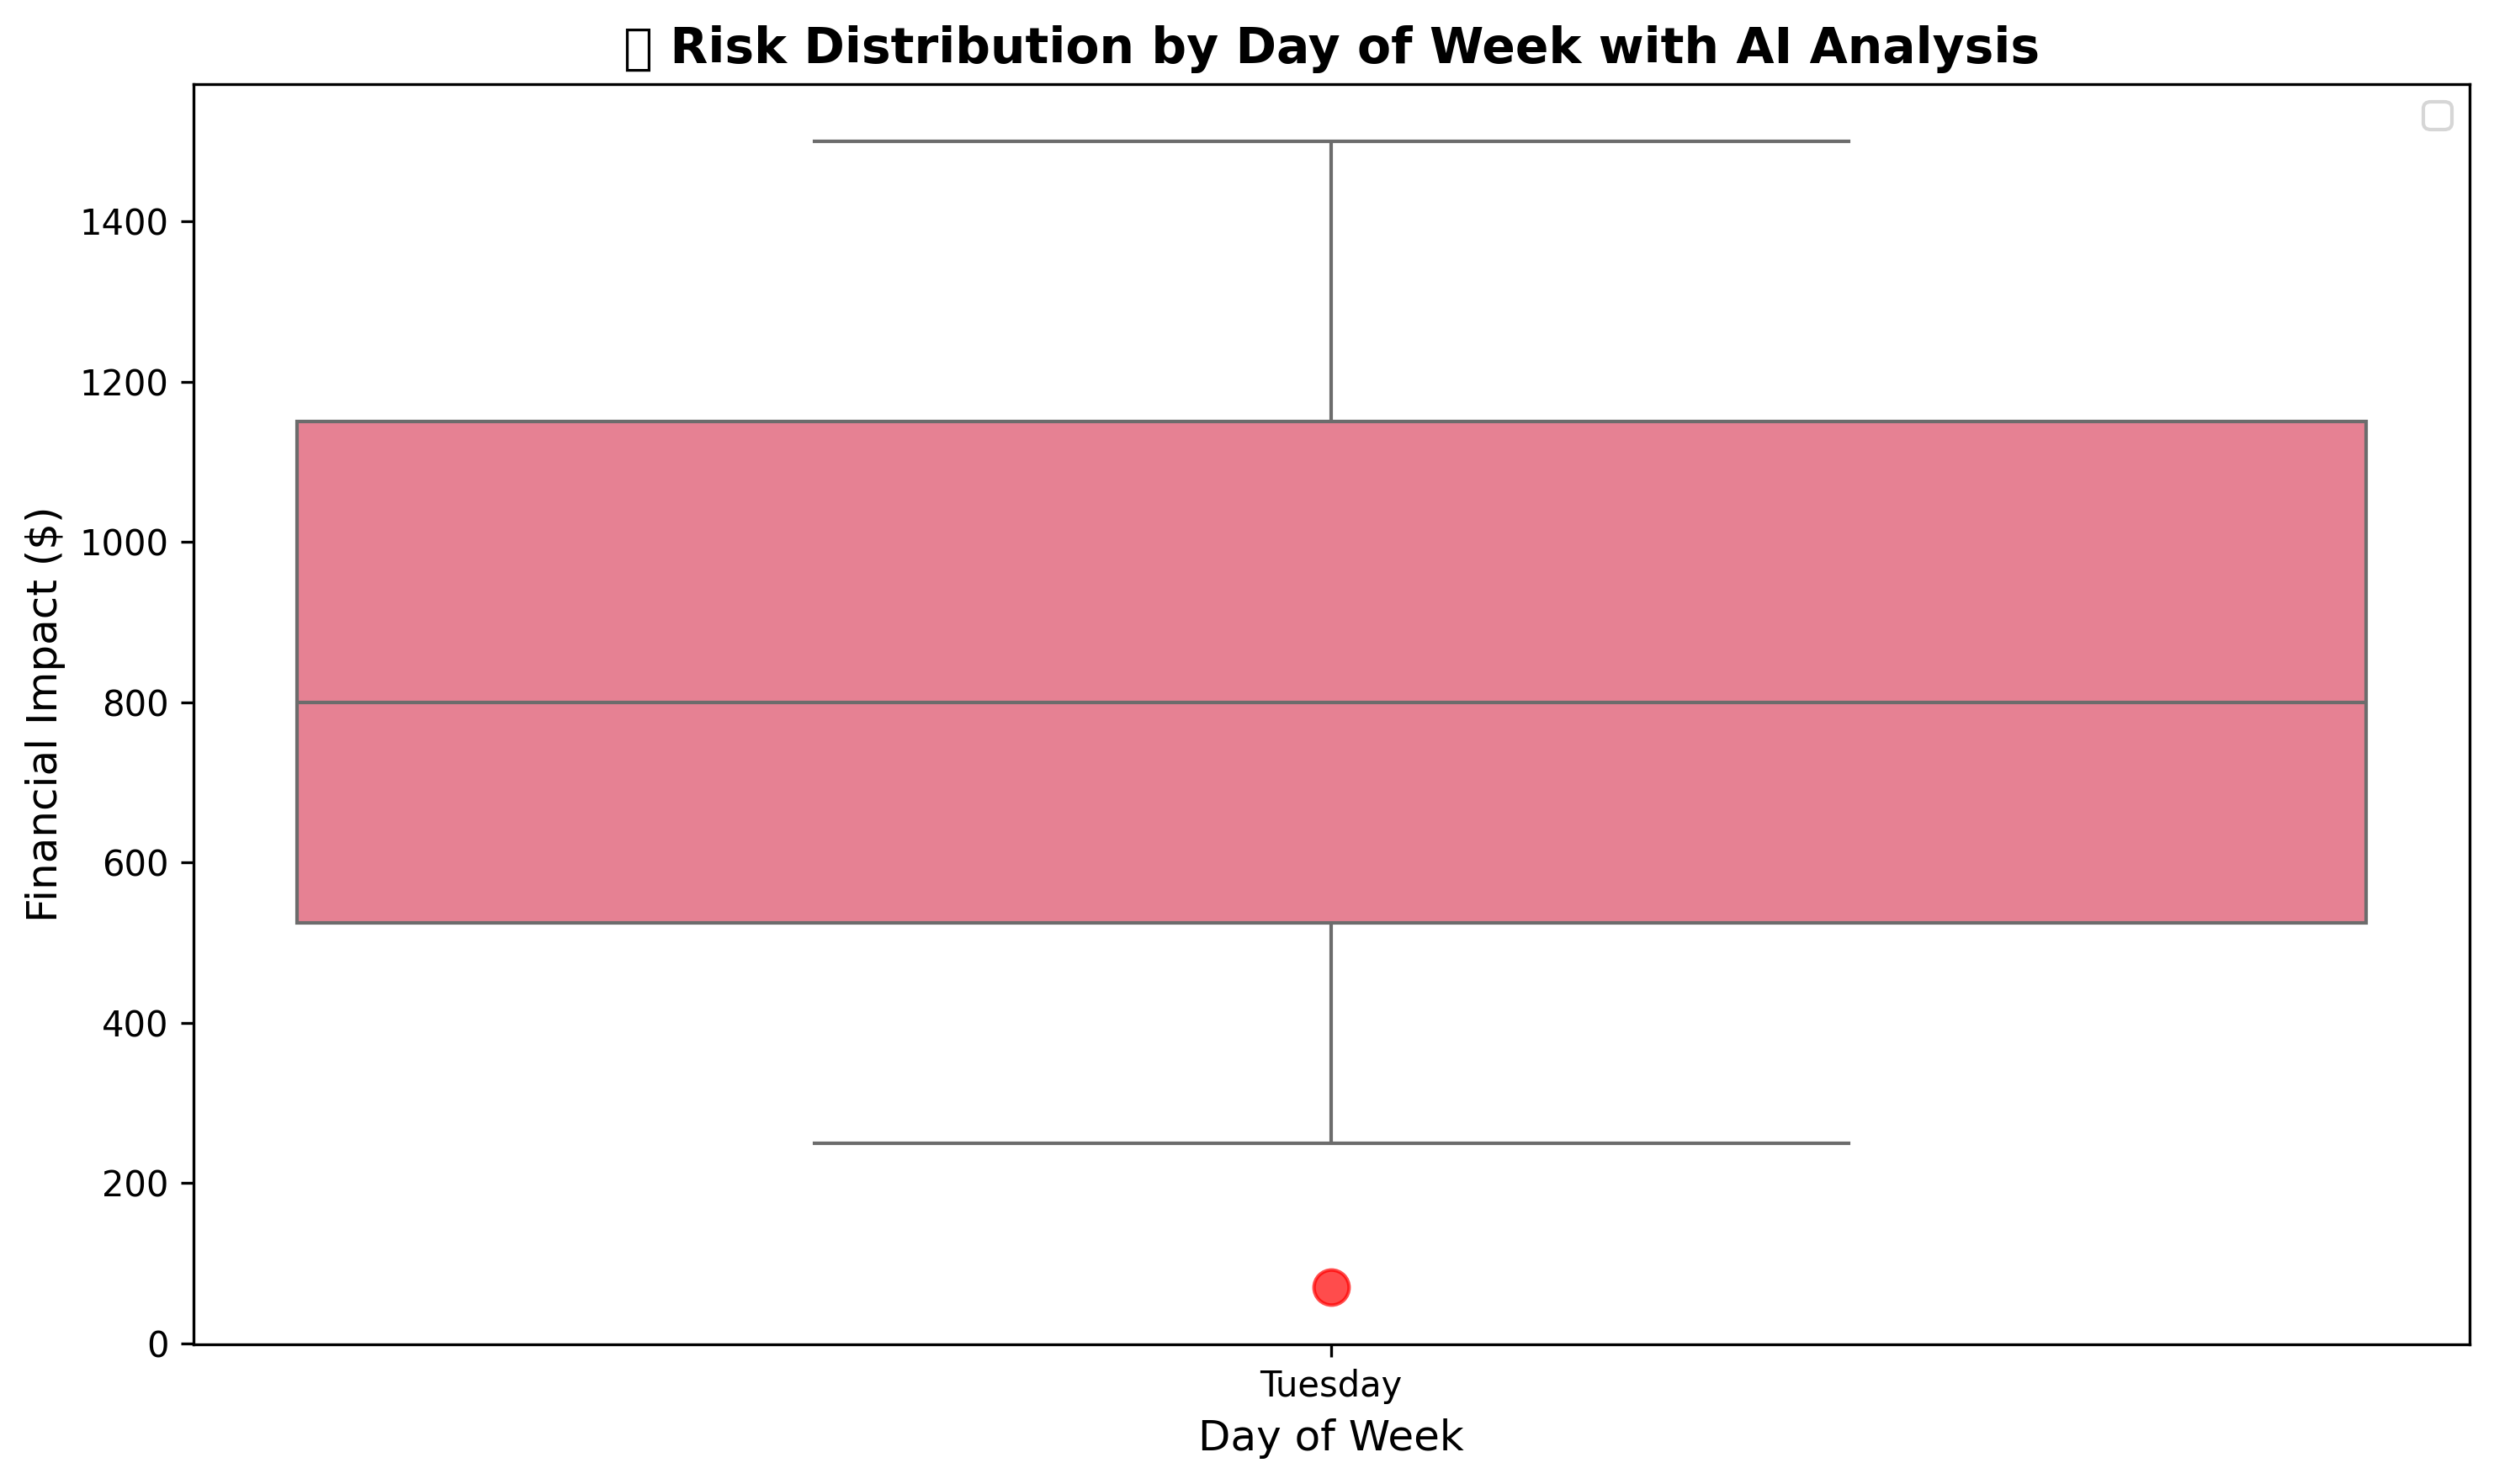 Risk Distribution by Day of Week with AI Analysis
Financial Impact ($)
1400
1200
1000
800
600
400
200
0
Tuesday
Day of Week